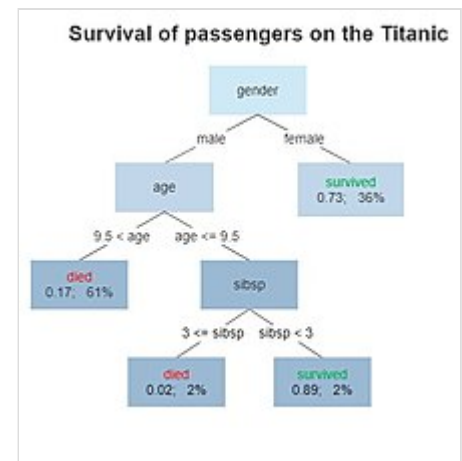 Survival of passengers on the Titanic
gender
male female
age
survived
0.73; 36%
9.5 < age age <= 9.5
died
0.17; 61%
sibsp
3 <= sibsp sibsp < 3
died
0.02; 2%
survived
0.89; 2%